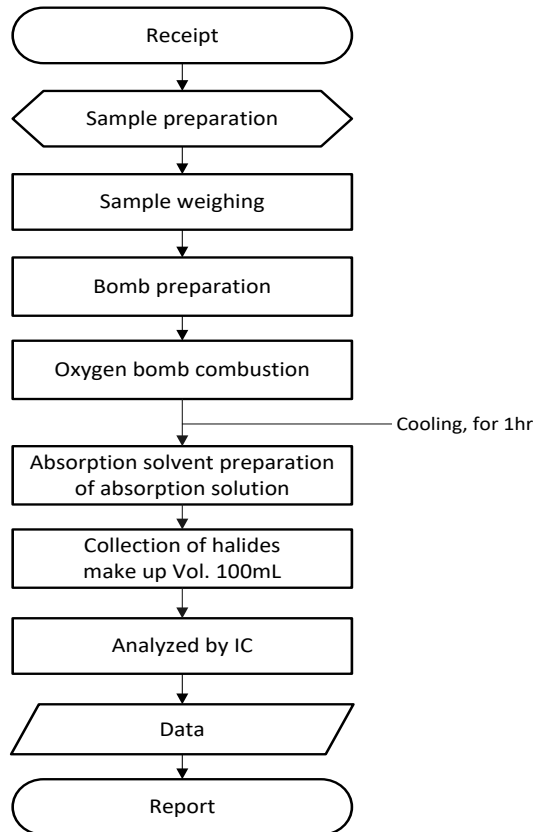 Receipt
Sample preparation
Sample weighing
Bomb preparation
Oxygen bomb combustion
Cooling, for 1hr
Absorption solvent preparation
of absorption solution
Collection of halides
make up Vol. 100mL
Analyzed by IC
Data
Report